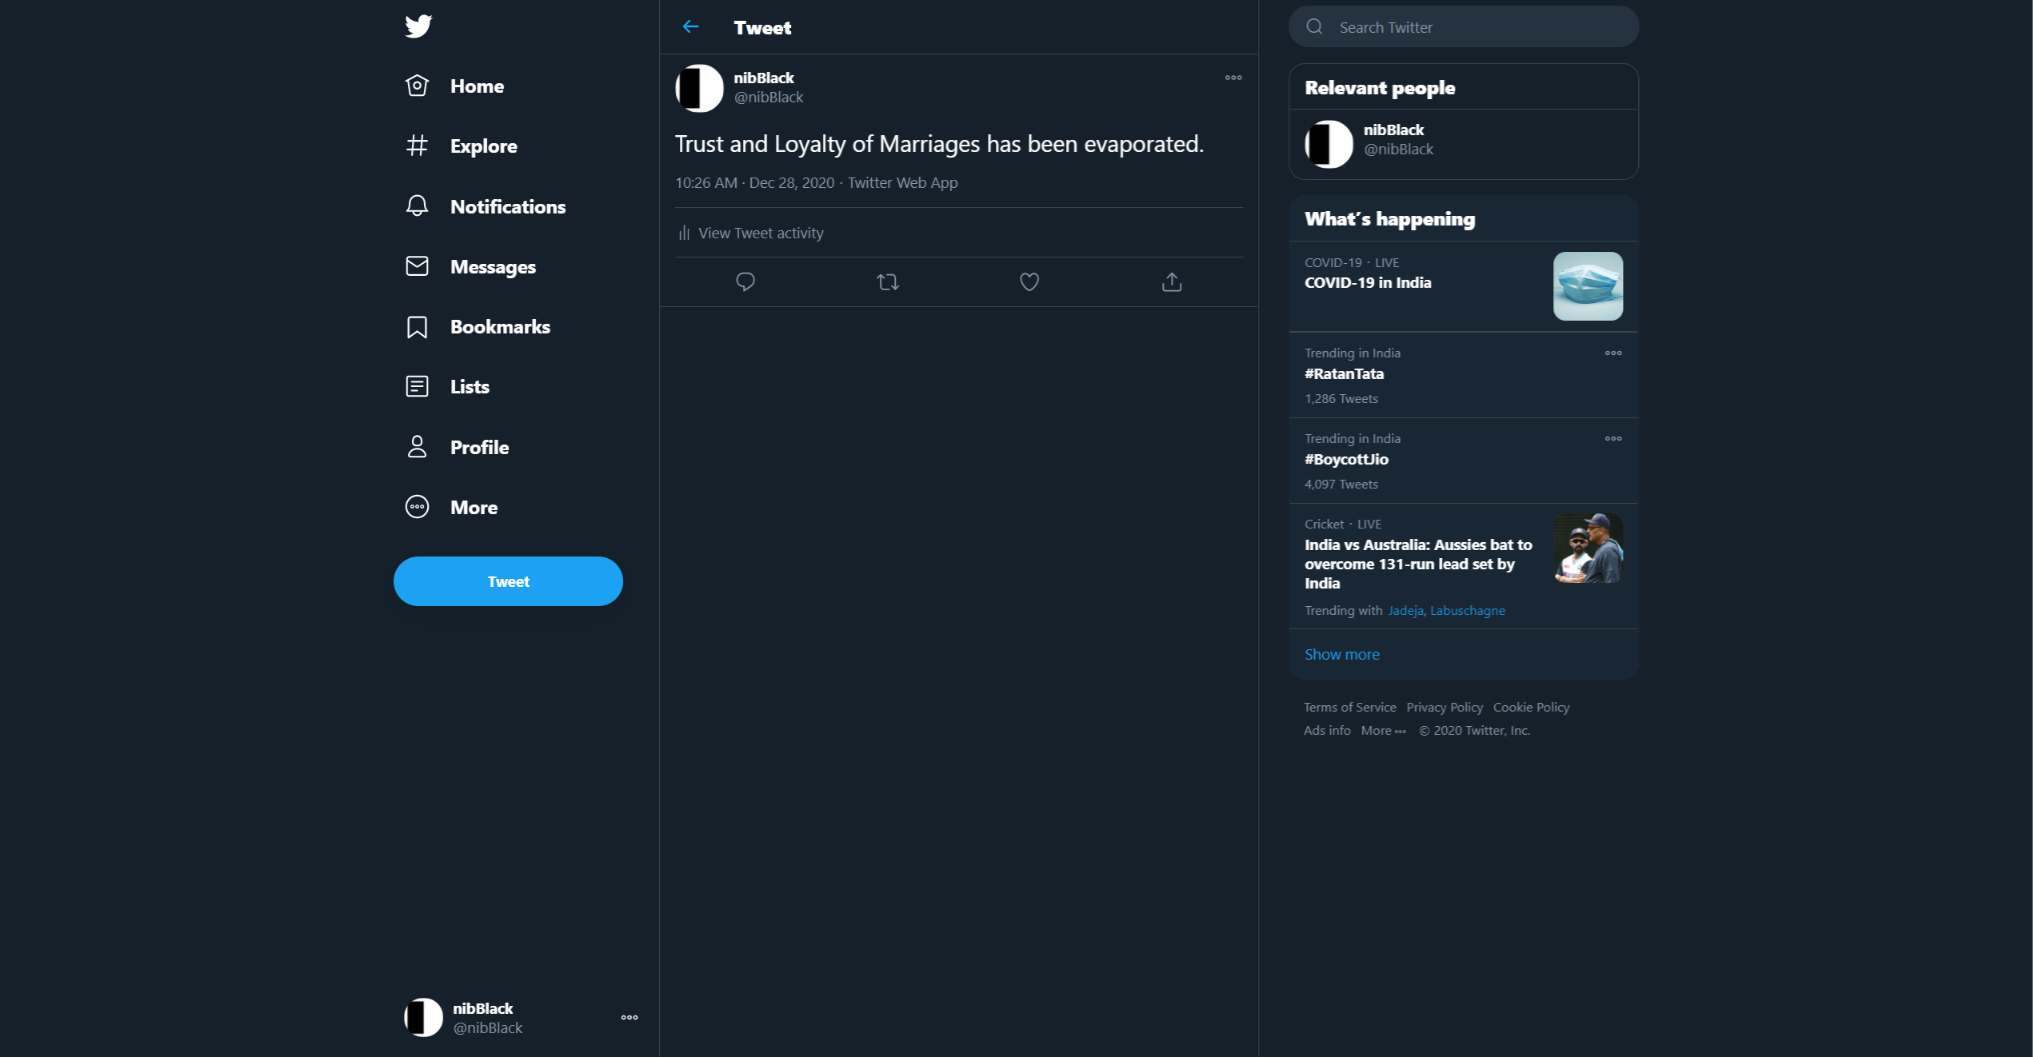 Home
Explore
Notifications
Messages
Bookmarks
Lists
Profile
More
Tweet
nibBlack
@nibBlack
Tweet
nibBlack
@nibBlack
Trust and Loyalty of Marriages has been evaporated.
10:26 AM · Dec 28, 2020 · Twitter Web App
View Tweet activity
Search Twitter
Relevant people
nibBlack
@nibBlack
What's happening
COVID-19 · LIVE
COVID-19 in India
Trending in India
#RatanTata
1,286 Tweets
Trending in India
#BoycottJio
4,097 Tweets
Cricket · LIVE
India vs Australia: Aussies bat to
overcome 131-run lead set by
India
Trending with Jadeja, Labuschagne
Show more
Terms of Service Privacy Policy Cookie Policy
Ads info More ··· © 2020 Twitter, Inc.